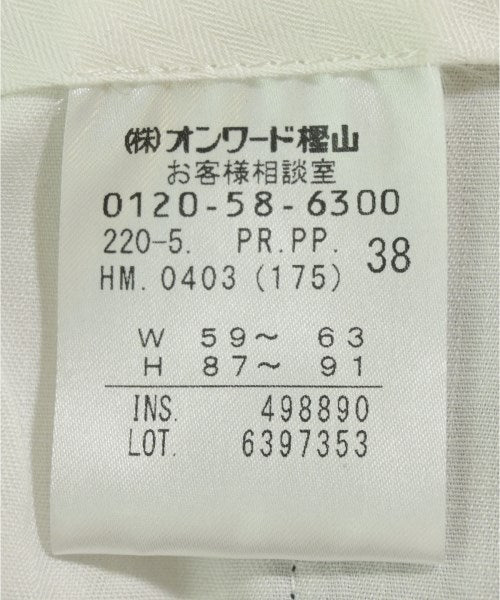 (株)オンワード樫山
お客様相談室
0120-58-6300
220-5. PR.PP. 38
HM. 0403 (175)
W 59～ 63
H 87～ 91
INS. 498890
LOT. 6397353